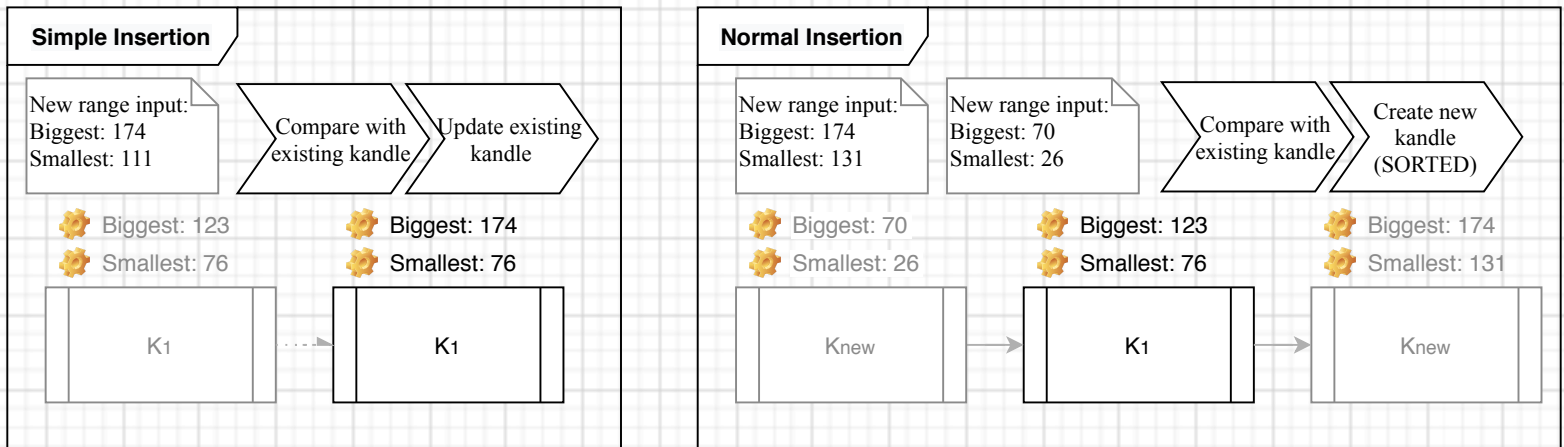 Simple Insertion
New range input:
Biggest: 174
Smallest: 111
Compare with
existing kandle
Update existing
kandle
Biggest: 123
Smallest: 76
Biggest: 174
Smallest: 76
K1
K1
Normal Insertion
New range input:
Biggest: 174
Smallest: 131
New range input:
Biggest: 70
Smallest: 26
Compare with
existing kandle
Create new
kandle
(SORTED)
Biggest: 70
Smallest: 26
Biggest: 123
Smallest: 76
Biggest: 174
Smallest: 131
Knew
K1
Knew